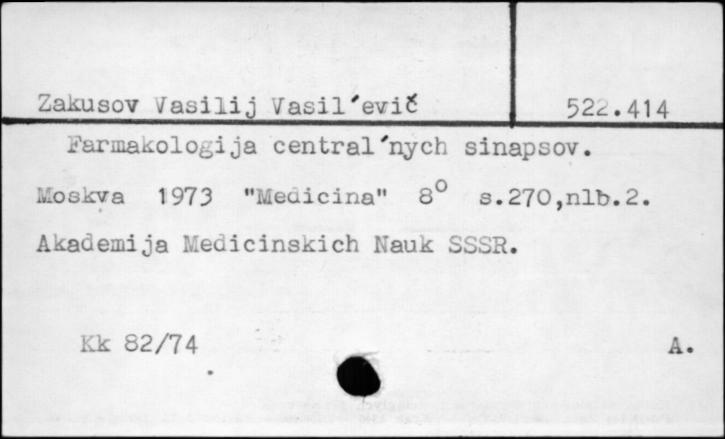 Zakusov Vasilij Vasil'evič 522.414
Farmakologija central'nych sinapsov.
Moskva 1973 "Medicina" 8° s.270,nlb.2.
Akademija Medicinskich Nauk SSSR.
Kk 82/74 A.